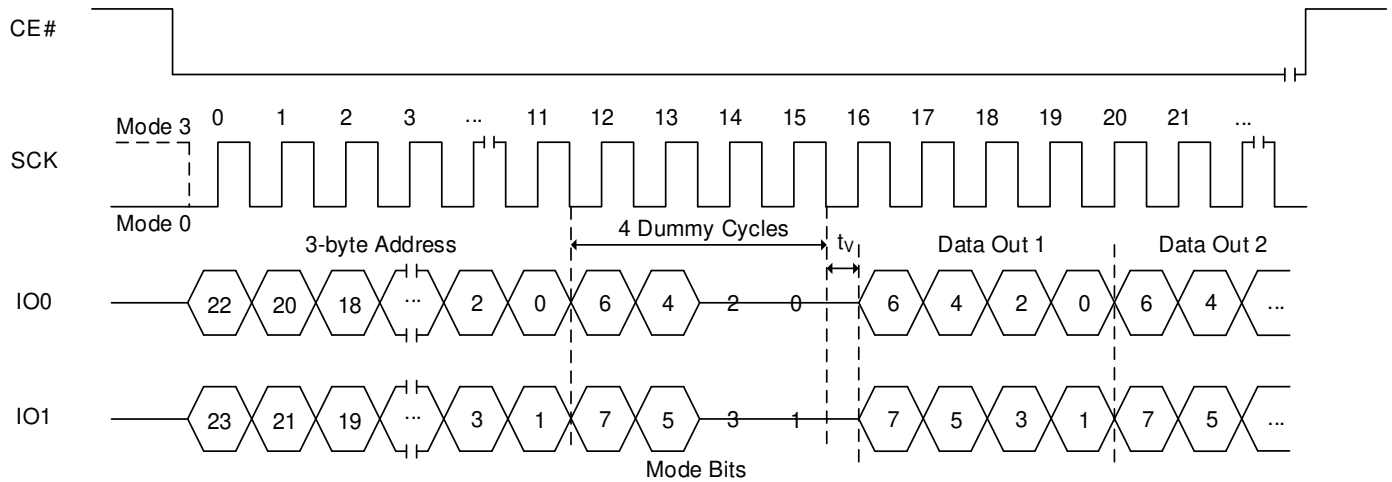 CE#
Mode 3 0 1 2 3 ... 11 12 13 14 15 16 17 18 19 20 21 ...
SCK
Mode 0
3-byte Address 4 Dummy Cycles tV Data Out 1 Data Out 2
IO0 22 20 18 ... 2 0 6 4 2 0 6 4 2 0 6 4 ...
IO1 23 21 19 ... 3 1 7 5 3 1 7 5 3 1 7 5 ...
Mode Bits